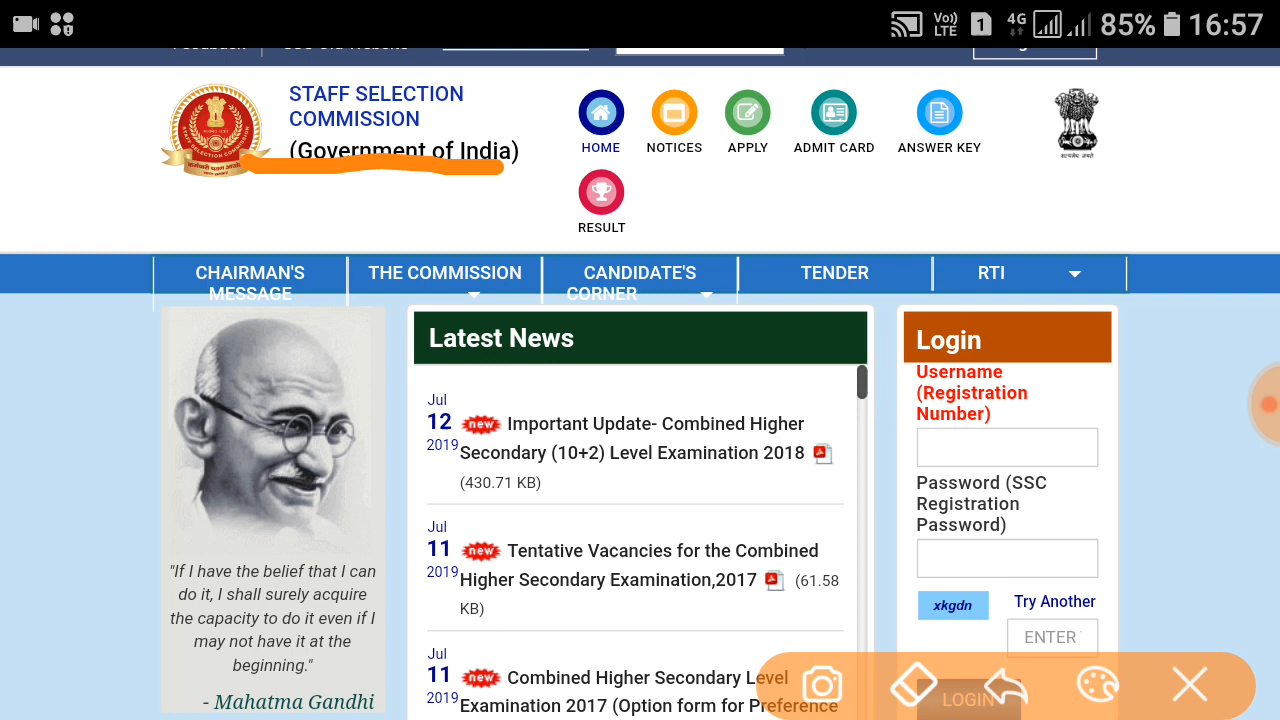 Vo))
LTE
1
4G
85%
16:57
Feedback
STAFF SELECTION
COMMISSION
(Government of India)
HOME
NOTICES
APPLY
ADMIT CARD
ANSWER KEY
RESULT
CHAIRMAN'S
MESSAGE
THE COMMISSION
CANDIDATE'S
CORNER
TENDER
RTI
"If I have the belief that I can
do it, I shall surely acquire
the capacity to do it even if I
may not have it at the
beginning."
- Mahatma Gandhi
Latest News
Jul
12
2019
new Important Update- Combined Higher
Secondary (10+2) Level Examination 2018
(430.71 KB)
Jul
11
2019
new Tentative Vacancies for the Combined
Higher Secondary Examination,2017 (61.58
KB)
Jul
11
2019
new Combined Higher Secondary Level
Examination 2017 (Option form for Preference
Login
Username
(Registration
Number)
Password (SSC
Registration
Password)
xkgdn
Try Another
ENTER
LOGIN